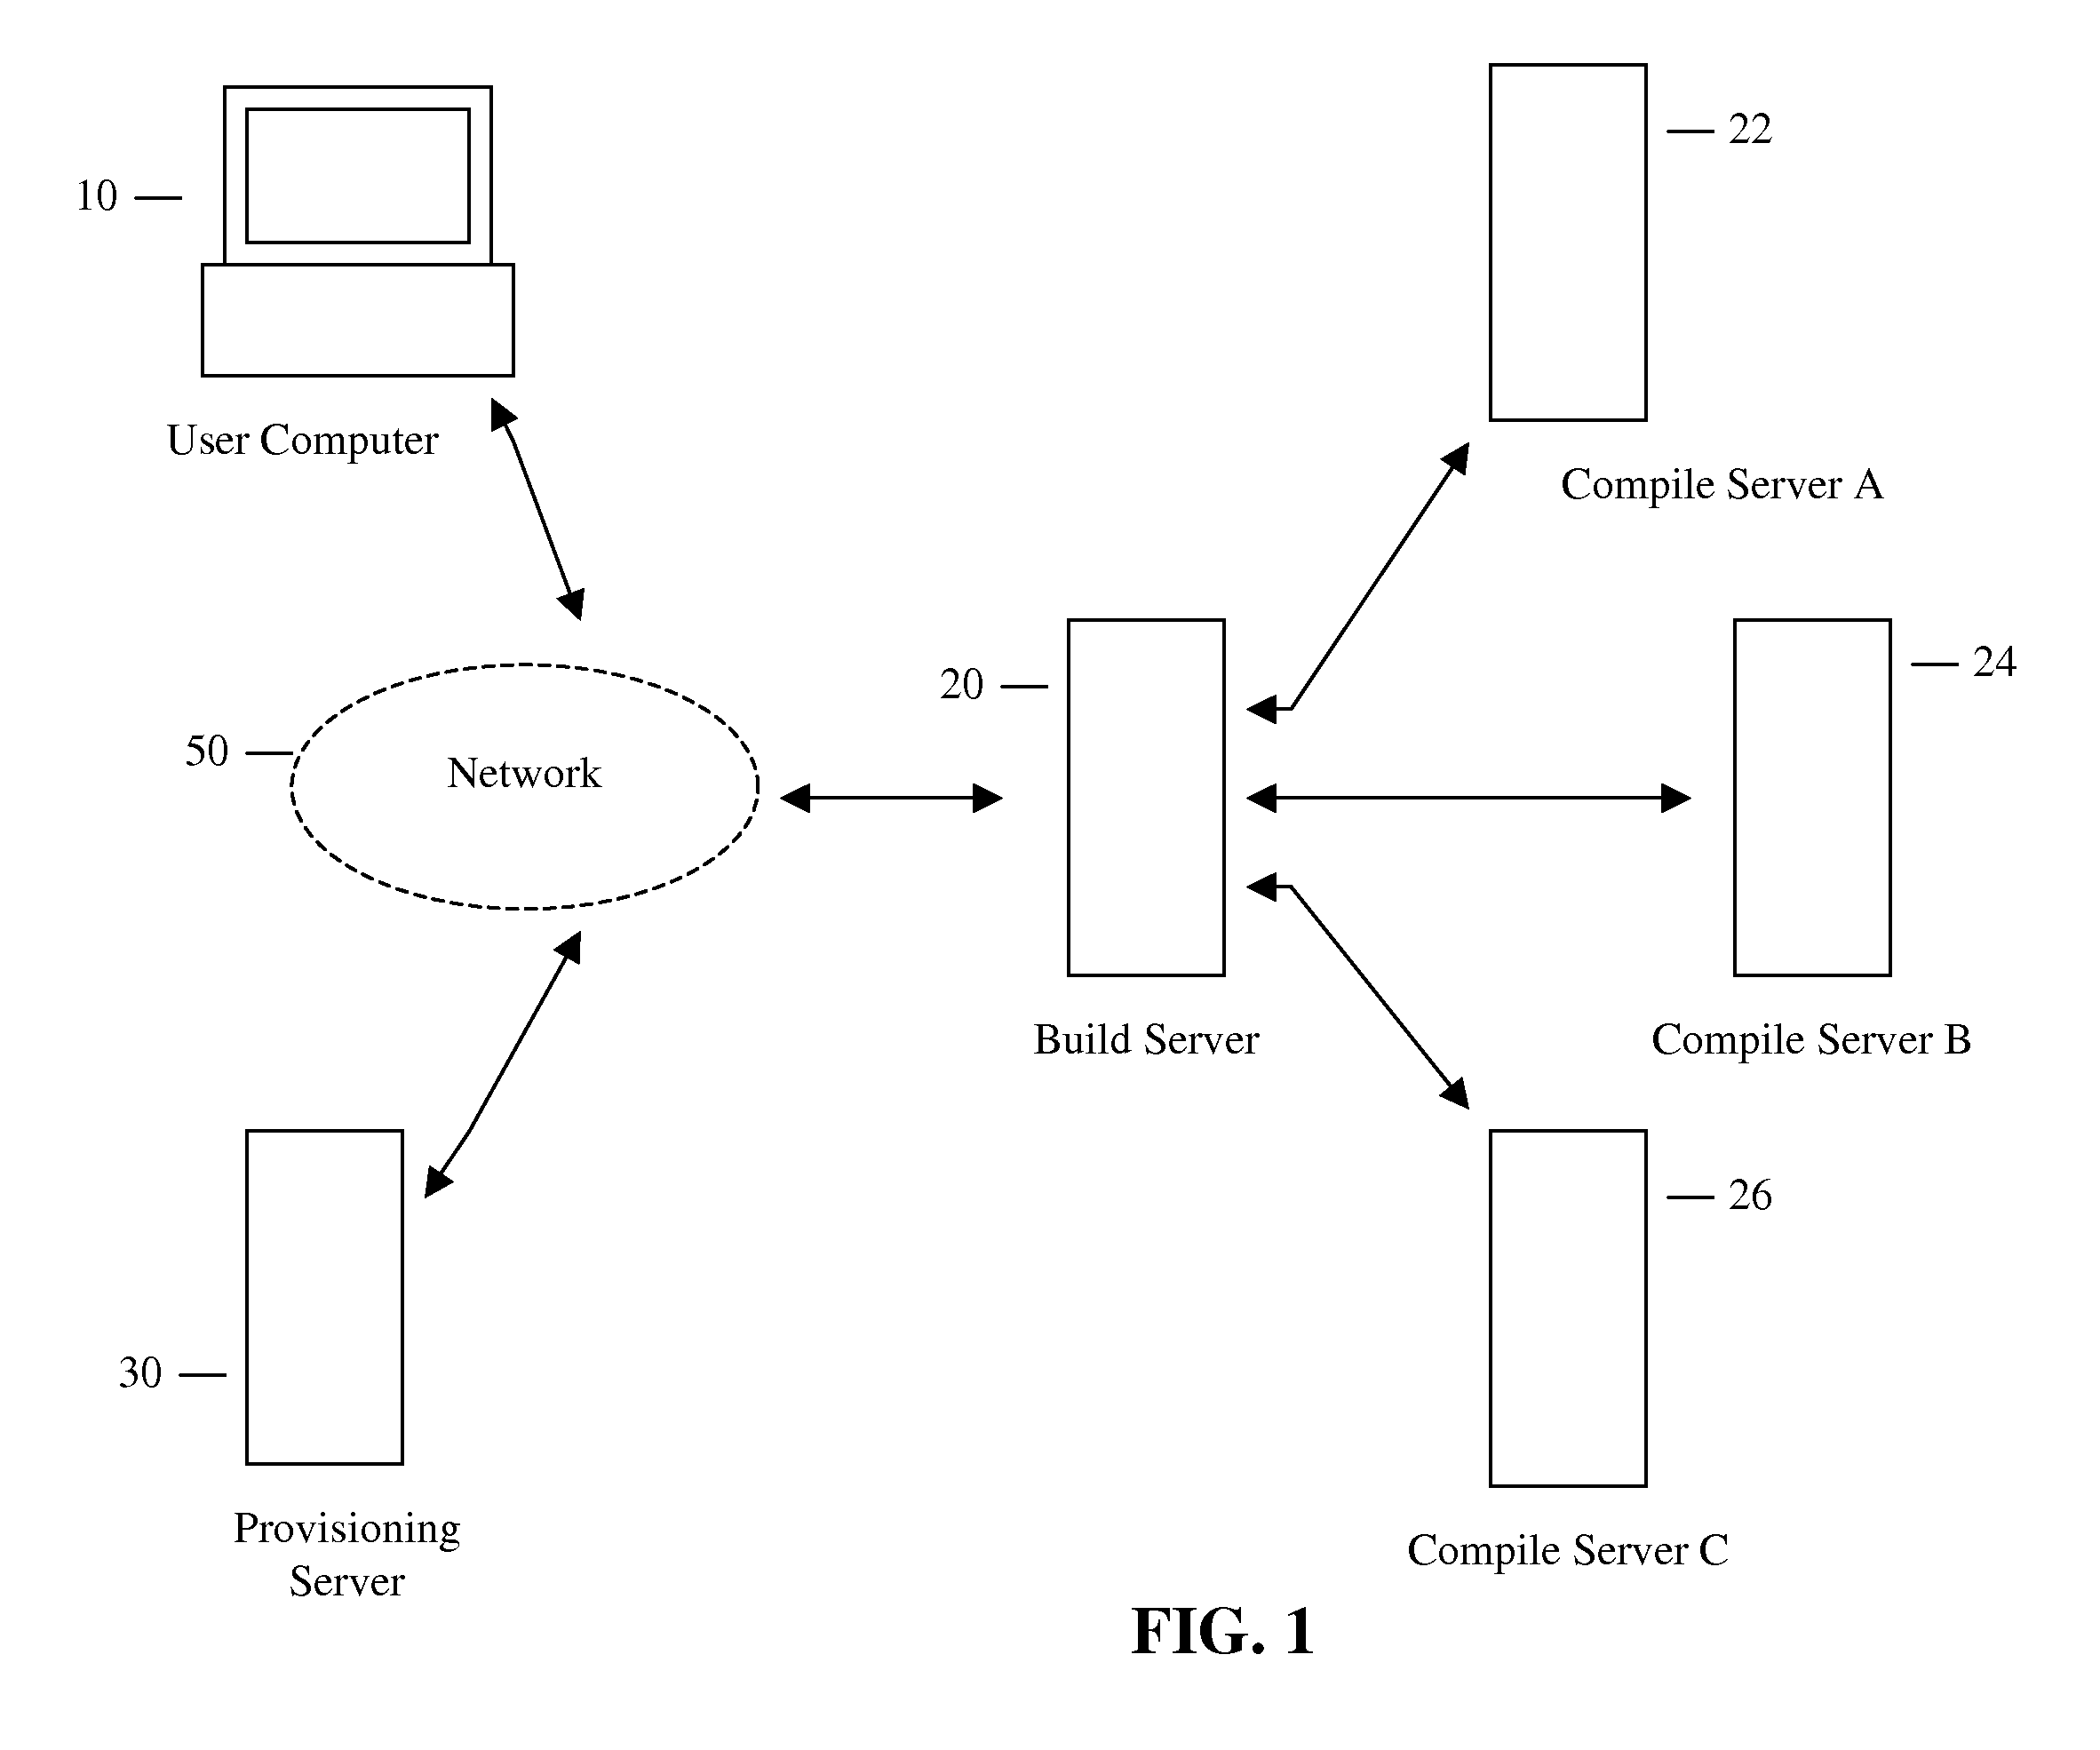 10
User Computer
22
Compile Server A
50
Network
20
Build Server
24
Compile Server B
30
Provisioning
Server
26
Compile Server C
FIG. 1